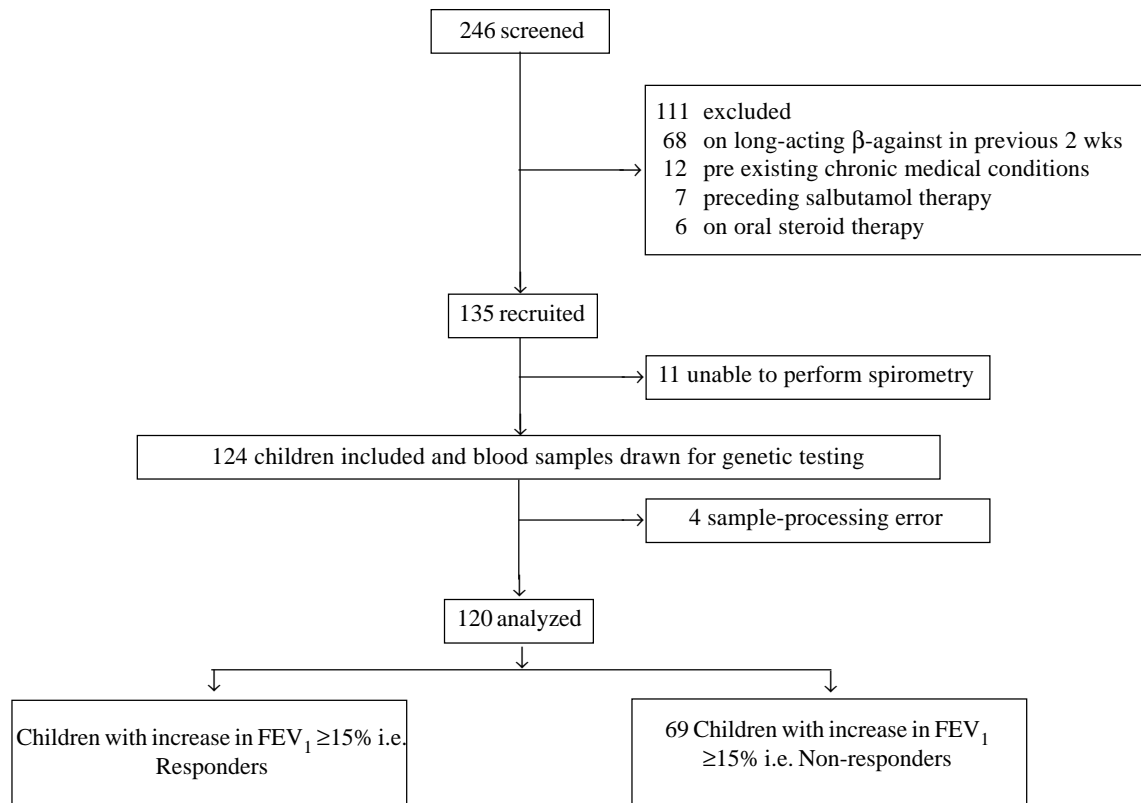 246 screened
111 excluded
68 on long-acting β-against in previous 2 wks
12 pre existing chronic medical conditions
7 preceding salbutamol therapy
6 on oral steroid therapy
135 recruited
11 unable to perform spirometry
124 children included and blood samples drawn for genetic testing
4 sample-processing error
120 analyzed
Children with increase in FEV1 ≥15% i.e.
Responders
69 Children with increase in FEV1
≥15% i.e. Non-responders